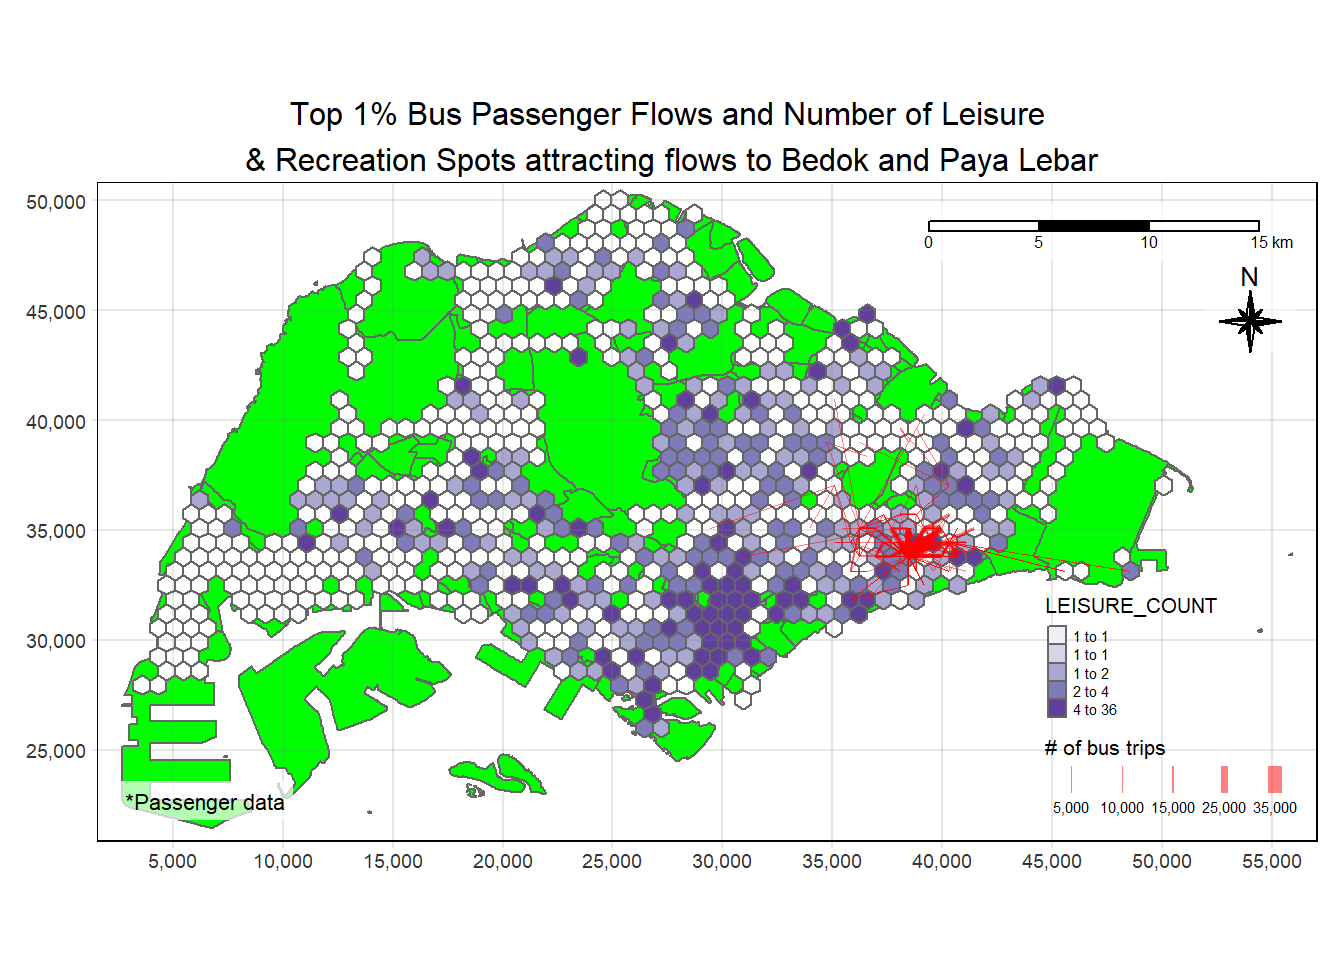 Top 1% Bus Passenger Flows and Number of Leisure
& Recreation Spots attracting flows to Bedok and Paya Lebar
50,000
45,000
40,000
35,000
30,000
25,000
0 5 10 15 km
N
LEISURE_COUNT
1 to 1
1 to 1
1 to 2
2 to 4
4 to 36
# of bus trips
5,000 10,000 15,000 25,000 35,000
*Passenger data
5,000 10,000 15,000 20,000 25,000 30,000 35,000 40,000 45,000 50,000 55,000